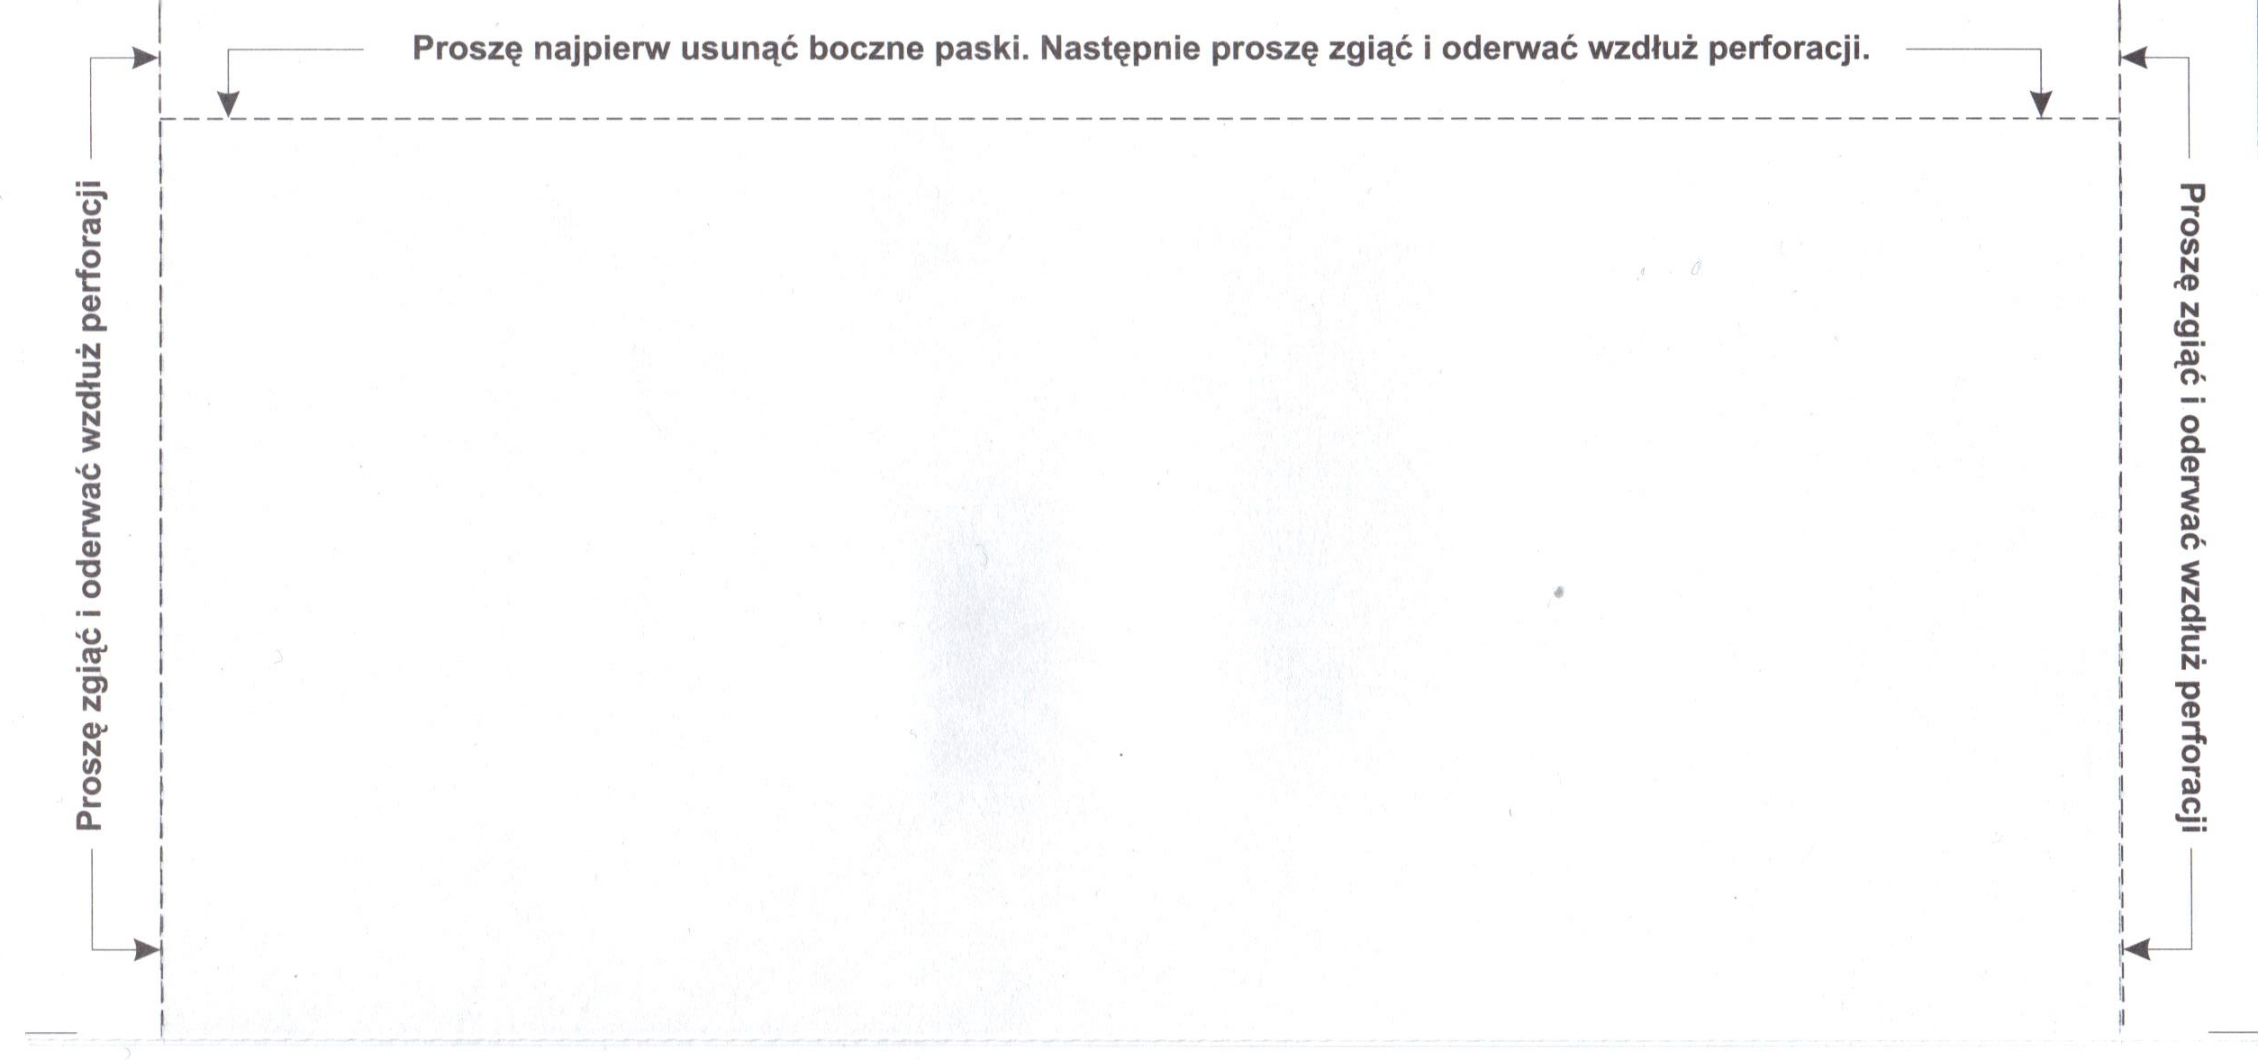 Proszę najpierw usunąć boczne paski. Następnie proszę zgiąć i oderwać wzdłuż perforacji.
Proszę zgiąć i oderwać wzdłuż perforacji
Proszę zgiąć i oderwać wzdłuż perforacji